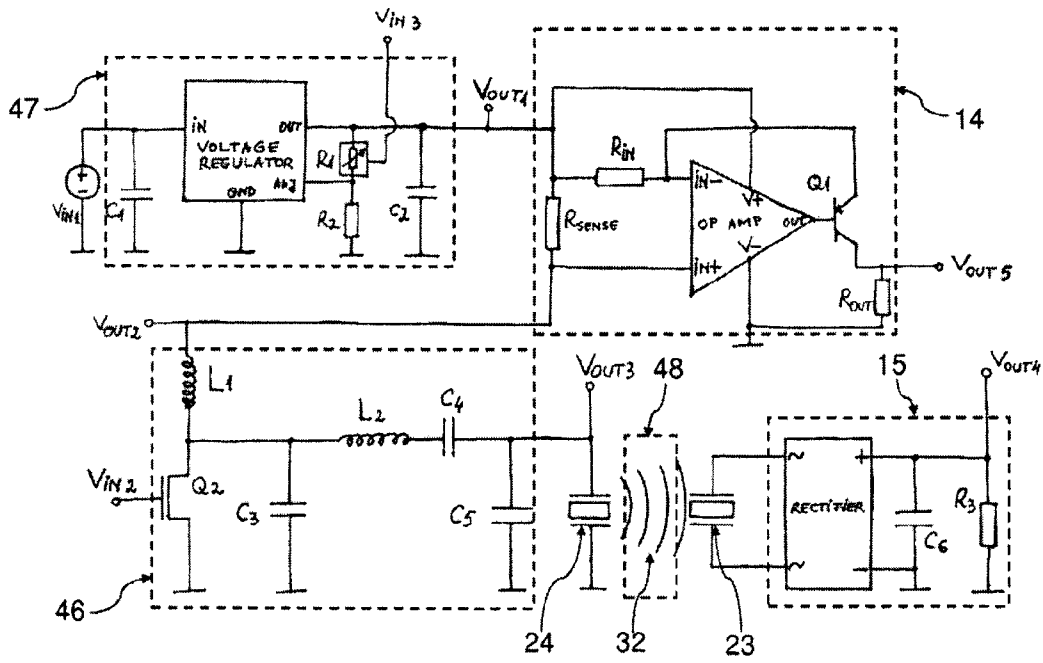 VIN3
47
IN
OUT
VOLTAGE
REGULATOR
ADJ
GND
VIN1
C1
R1
R2
C2
VOUT1
14
RIN
RSENSE
IN-
IN+
V+
V-
OP AMP
OUT
Q1
ROUT
VOUT5
VOUT2
L1
L2
C4
VIN2
Q2
C3
C5
46
VOUT3
48
24
32
23
15
VOUT4
~
+
RECTIFIER
~
-
C6
R3